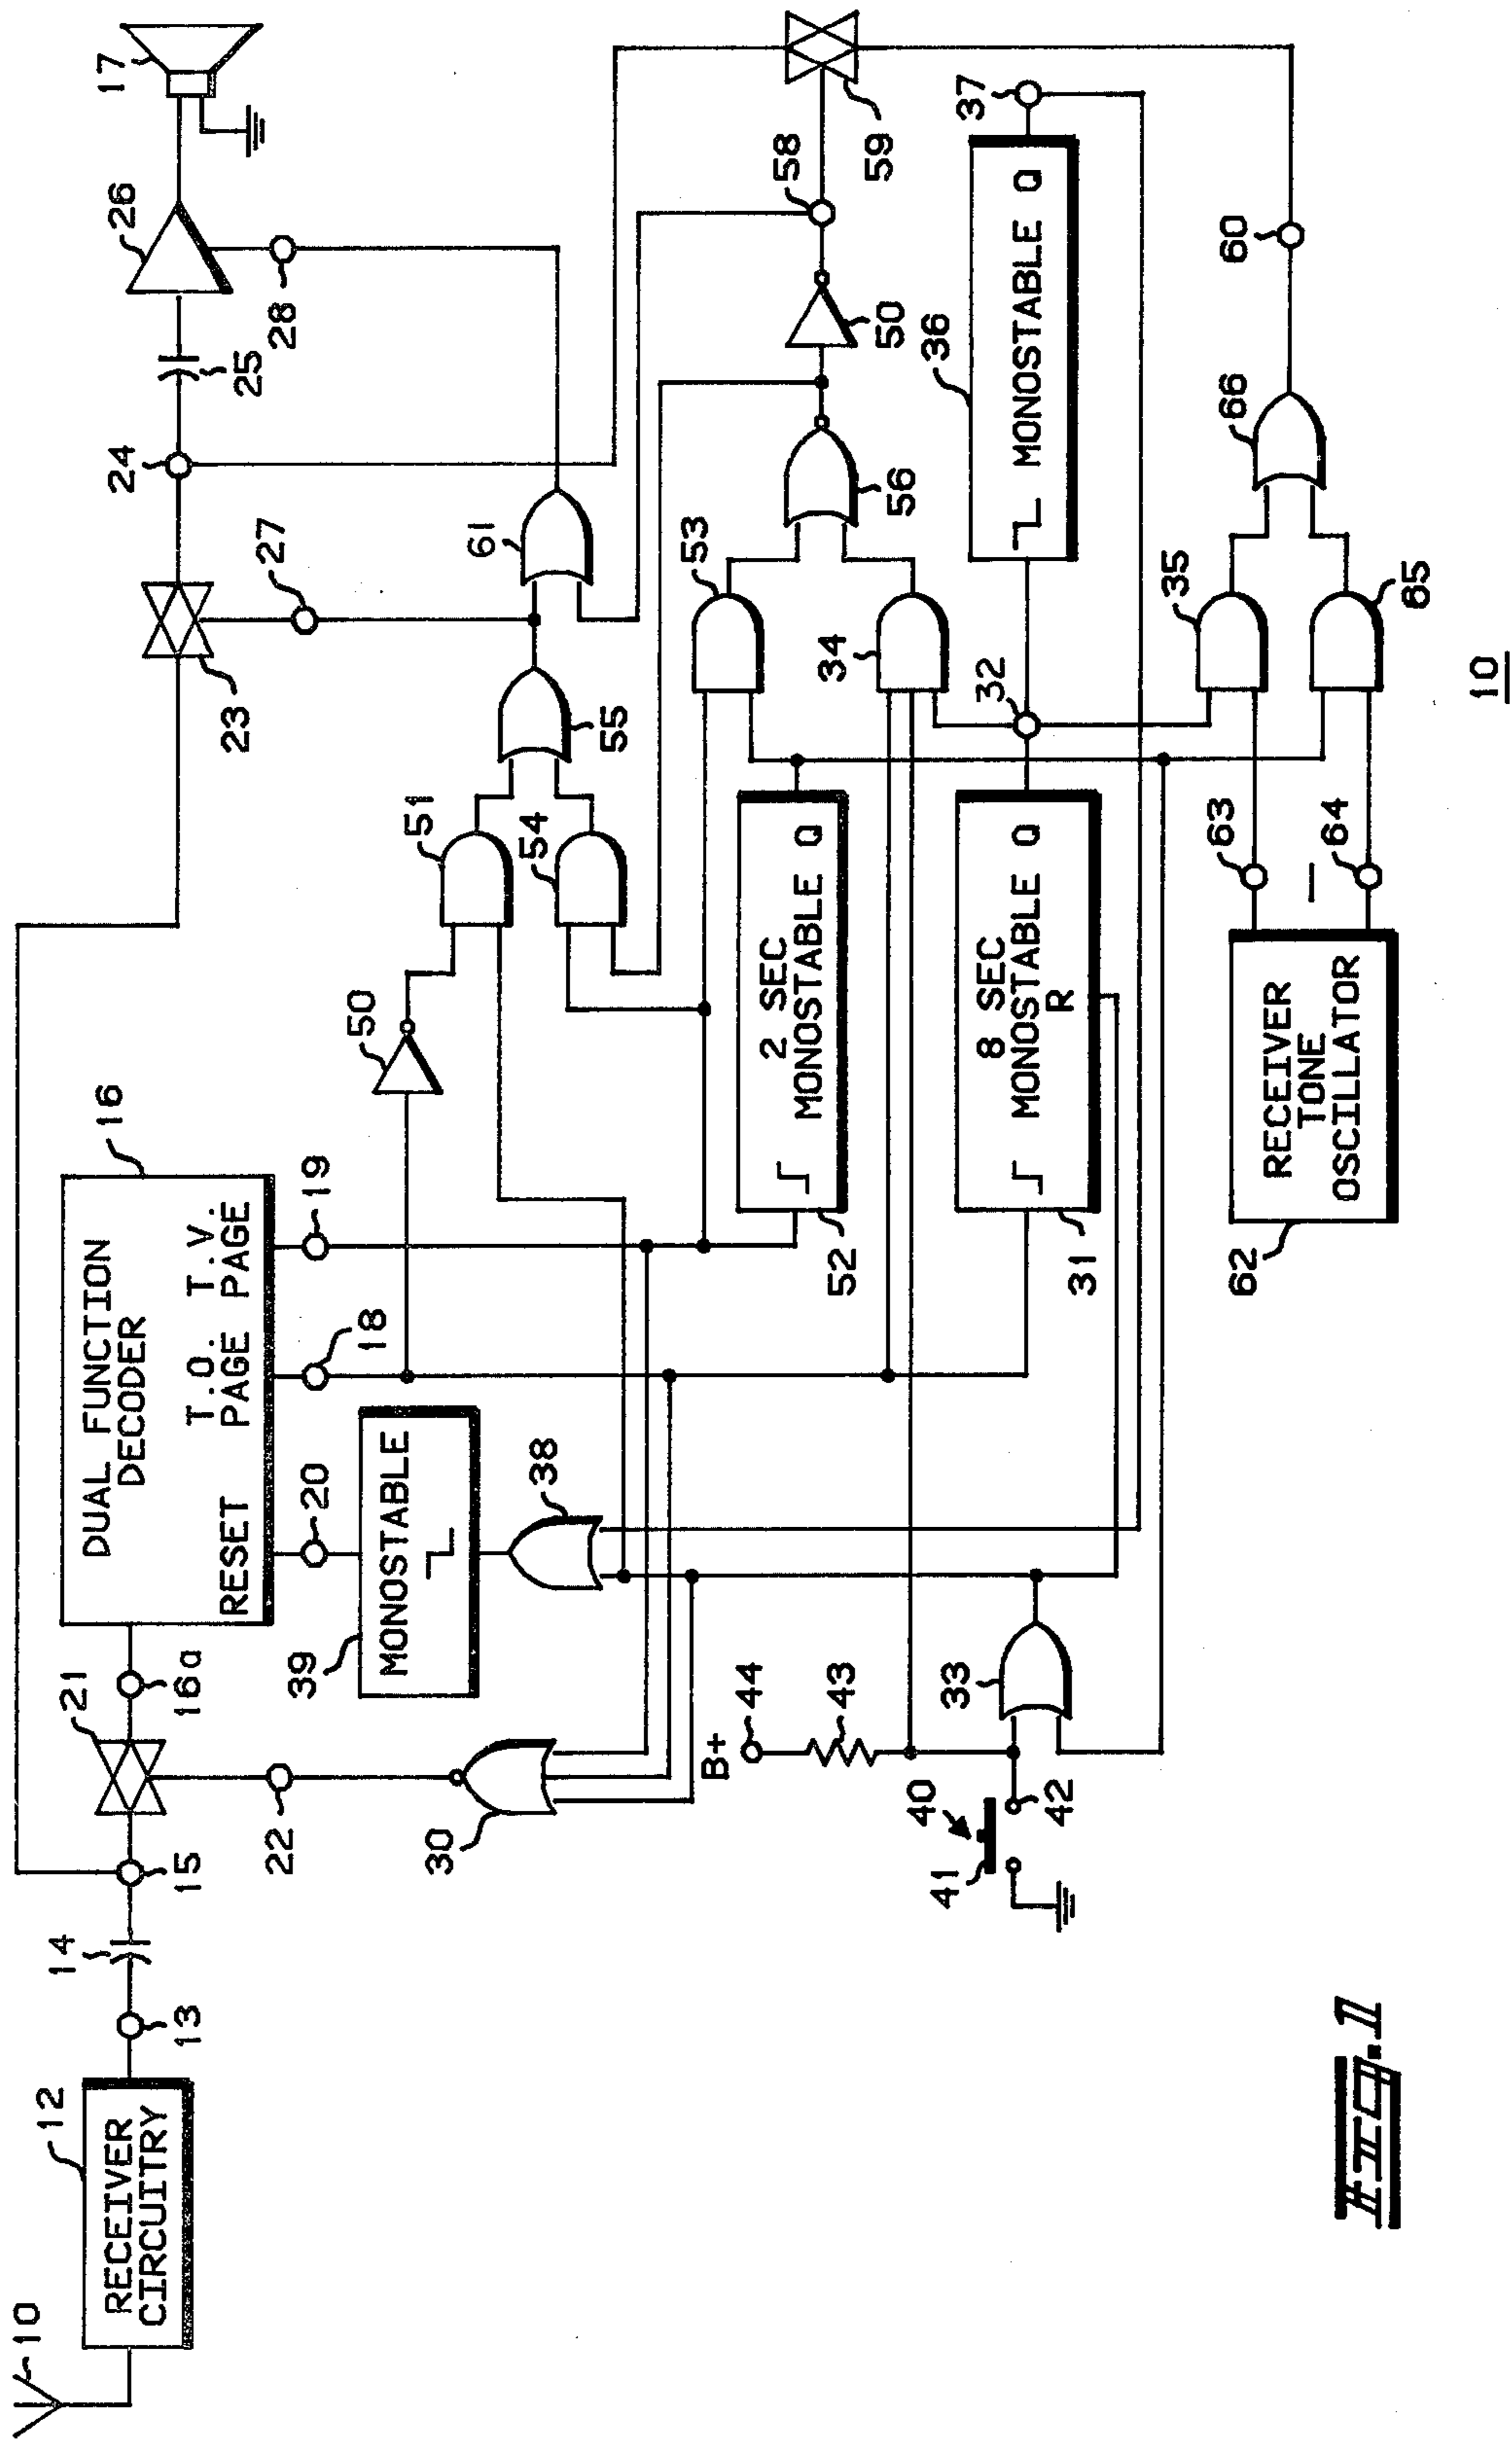 10
12
RECEIVER
CIRCUITRY
13
14
15
21
16a
22
30
16
DUAL FUNCTION
DECODER
RESET
T.O.
PAGE
T.V.
PAGE
20
18
19
39
MONOSTABLE
38
50
51
54
55
61
23
27
24
25
26
28
17
B+
44
43
40
41
42
33
52
2 SEC
MONOSTABLE Q
31
8 SEC
MONOSTABLE Q
R
53
34
32
56
50
58
59
36
MONOSTABLE Q
37
62
RECEIVER
TONE
OSCILLATOR
63
64
35
65
66
60
10
FIG. 1